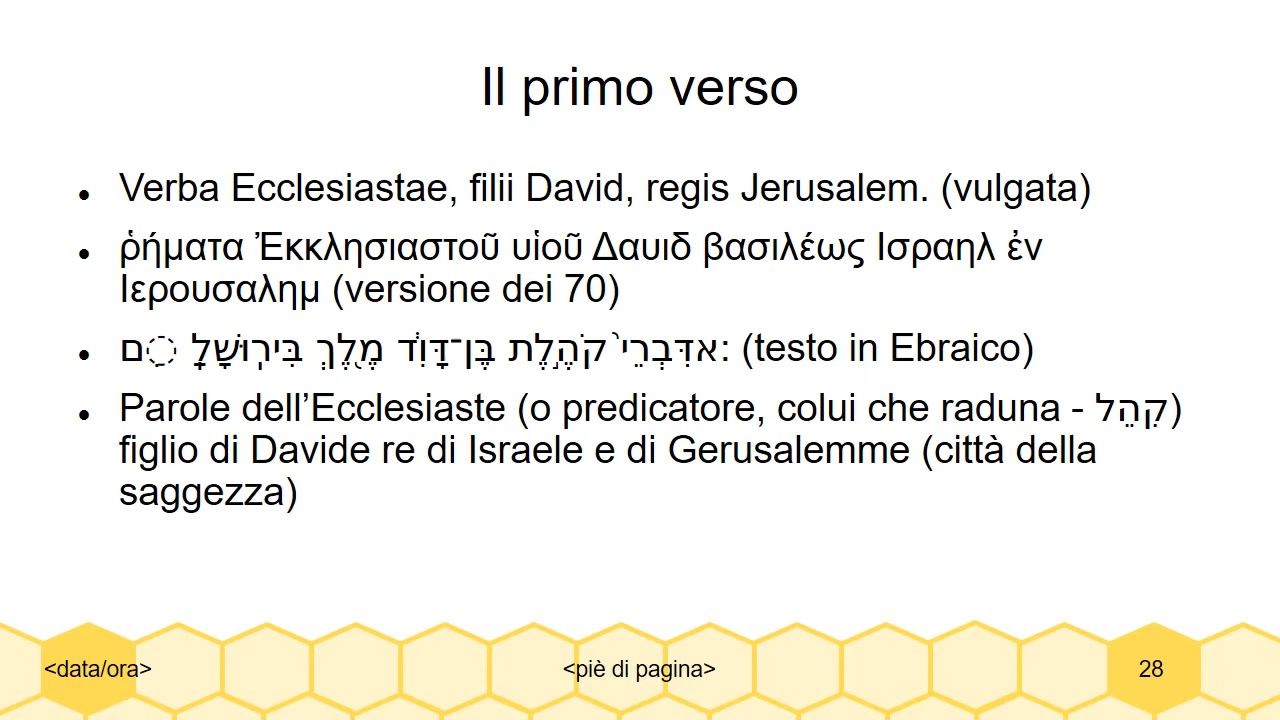 Il primo verso
Verba Ecclesiastae, filii David, regis Jerusalem. (vulgata)
ῥήματα Ἐκκλησιαστοῦ υἱοῦ Δαυιδ βασιλέως Ισραηλ ἐν
Ιερουσαλημ (versione dei 70)
אדִּבְרֵי֙ קֹהֶ֣לֶת בֶּן־דָּוִ֔ד מֶ֖לֶךְ בִּירֽוּשָׁלִָֽ ַם: (testo in Ebraico)
Parole dell’Ecclesiaste (o predicatore, colui che raduna - קִהֵל)
figlio di Davide re di Israele e di Gerusalemme (città della
saggezza)
<data/ora>
<piè di pagina>
28